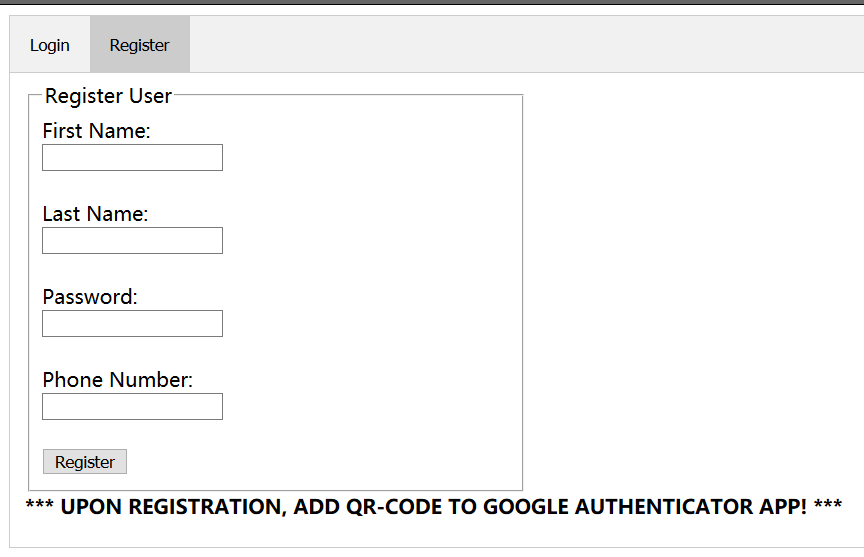 Login Register
Register User
First Name:
Last Name:
Password:
Phone Number:
Register
*** UPON REGISTRATION, ADD QR-CODE TO GOOGLE AUTHENTICATOR APP! ***